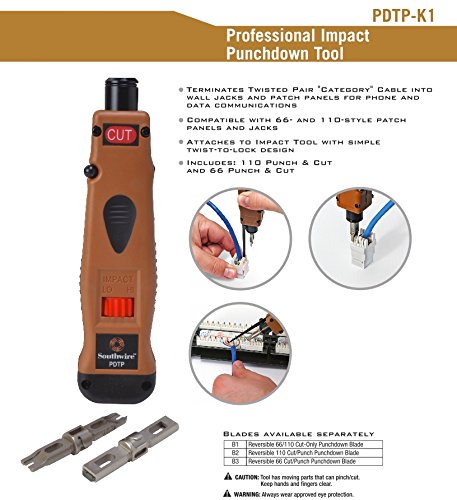 PDTP-K1
Professional Impact
Punchdown Tool
• Terminates Twisted Pair "Category" Cable into
wall jacks and patch panels for phone and
data communications
• Compatible with 66- and 110-style patch
panels and jacks
• Attaches to Impact Tool with simple
twist-to-lock design
• Includes: 110 Punch & Cut
and 66 Punch & Cut
CUT
IMPACT
LO HI
Southwire®
PDTP
Blades available separately
B1 Reversible 66/110 Cut-Only Punchdown Blade
B2 Reversible 110 Cut/Punch Punchdown Blade
B3 Reversible 66 Cut/Punch Punchdown Blade
CAUTION: Tool has moving parts that can pinch/cut.
Keep hands and fingers clear.
WARNING: Always wear approved eye protection.